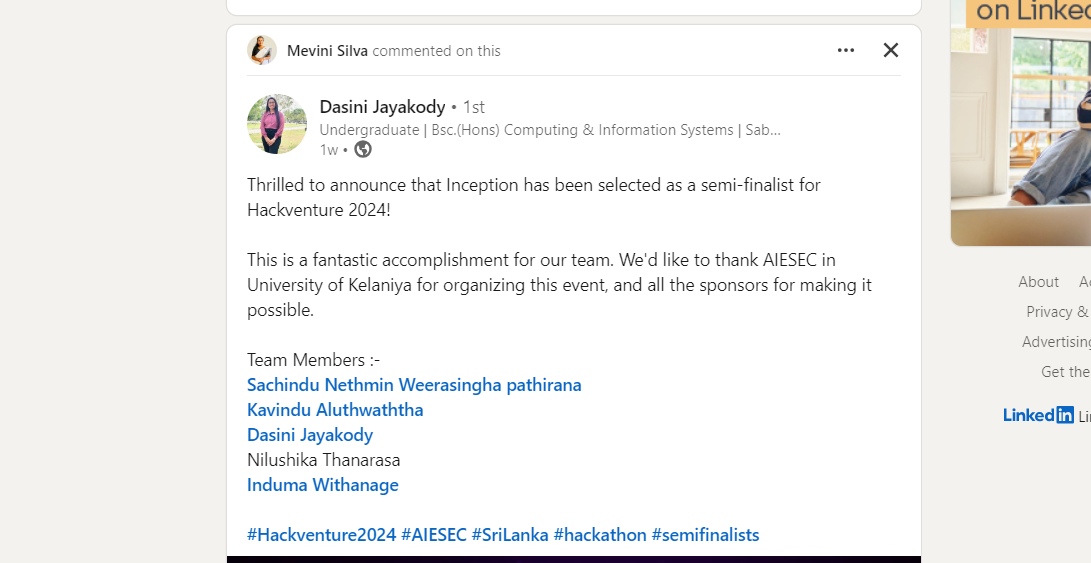 on Linked
Mevini Silva commented on this
Dasini Jayakody • 1st
Undergraduate | Bsc.(Hons) Computing & Information Systems | Sab...
1w •
Thrilled to announce that Inception has been selected as a semi-finalist for
Hackventure 2024!
This is a fantastic accomplishment for our team. We'd like to thank AIESEC in
University of Kelaniya for organizing this event, and all the sponsors for making it
possible.
Team Members :-
Sachindu Nethmin Weerasingha pathirana
Kavindu Aluthwaththa
Dasini Jayakody
Nilushika Thanarasa
Induma Withanage
#Hackventure2024 #AIESEC #SriLanka #hackathon #semifinalists
About
Privacy &
Advertising
Get the
Linkedin